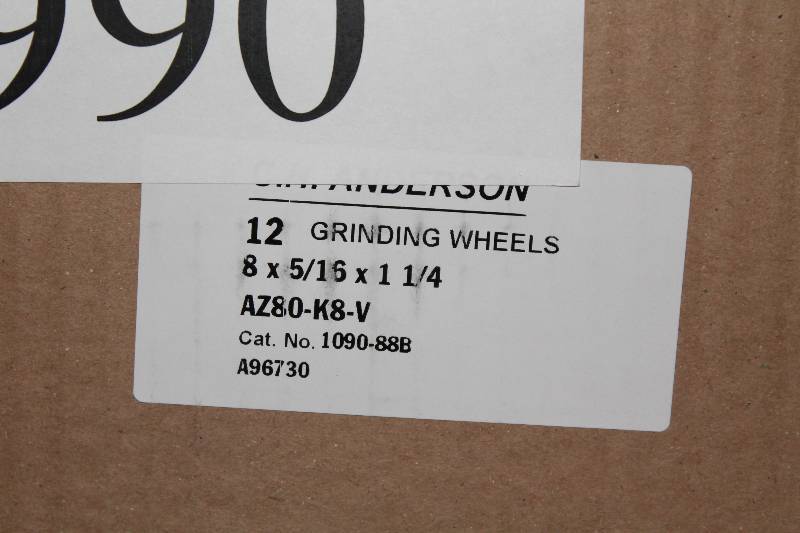 990
ANDERSON
12 GRINDING WHEELS
8 x 5/16 x 1 1/4
AZ80-K8-V
Cat. No. 1090-88B
A96730